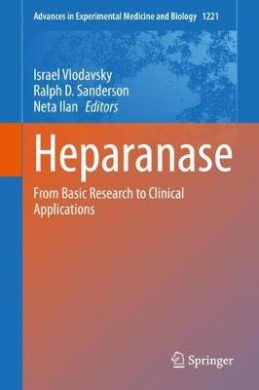 Advances in Experimental Medicine and Biology 1221
Israel Vlodavsky
Ralph D. Sanderson
Neta Ilan Editors
Heparanase
From Basic Research to Clinical
Applications
Springer